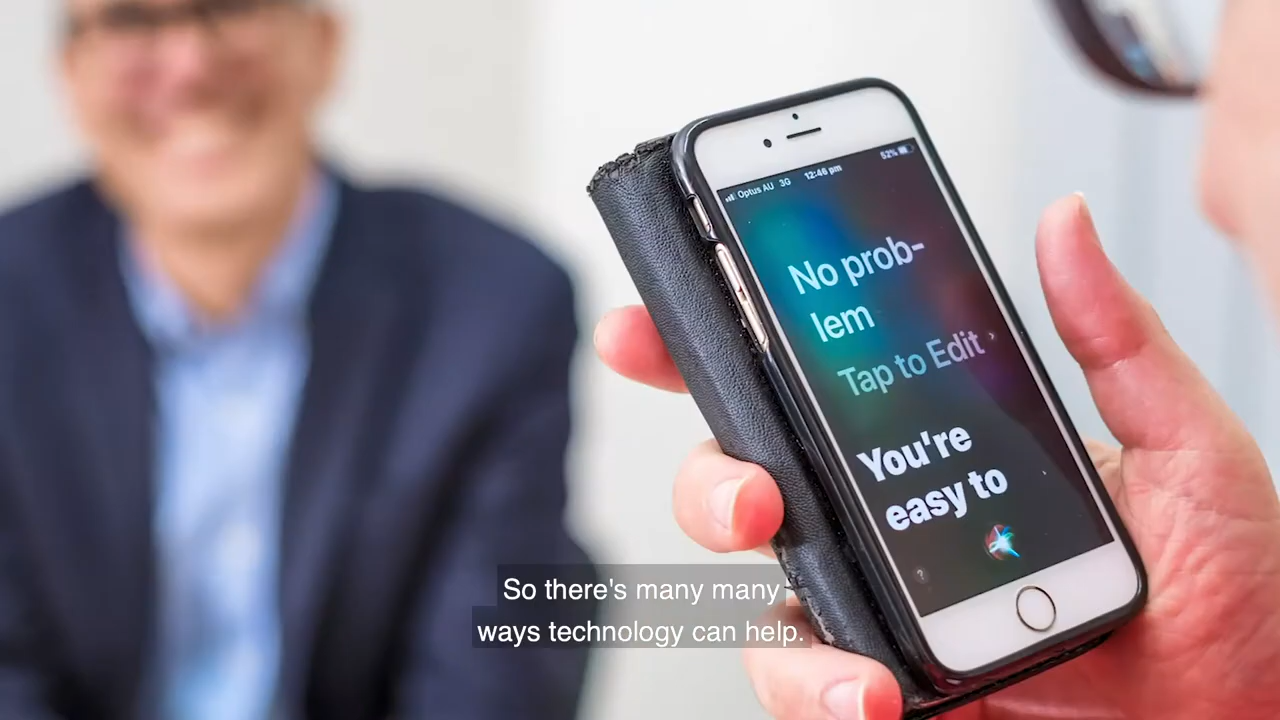 Optus AU 3G 12:46 pm 52%
No prob-
lem
Tap to Edit
You're
easy to
?
So there's many many
ways technology can help.